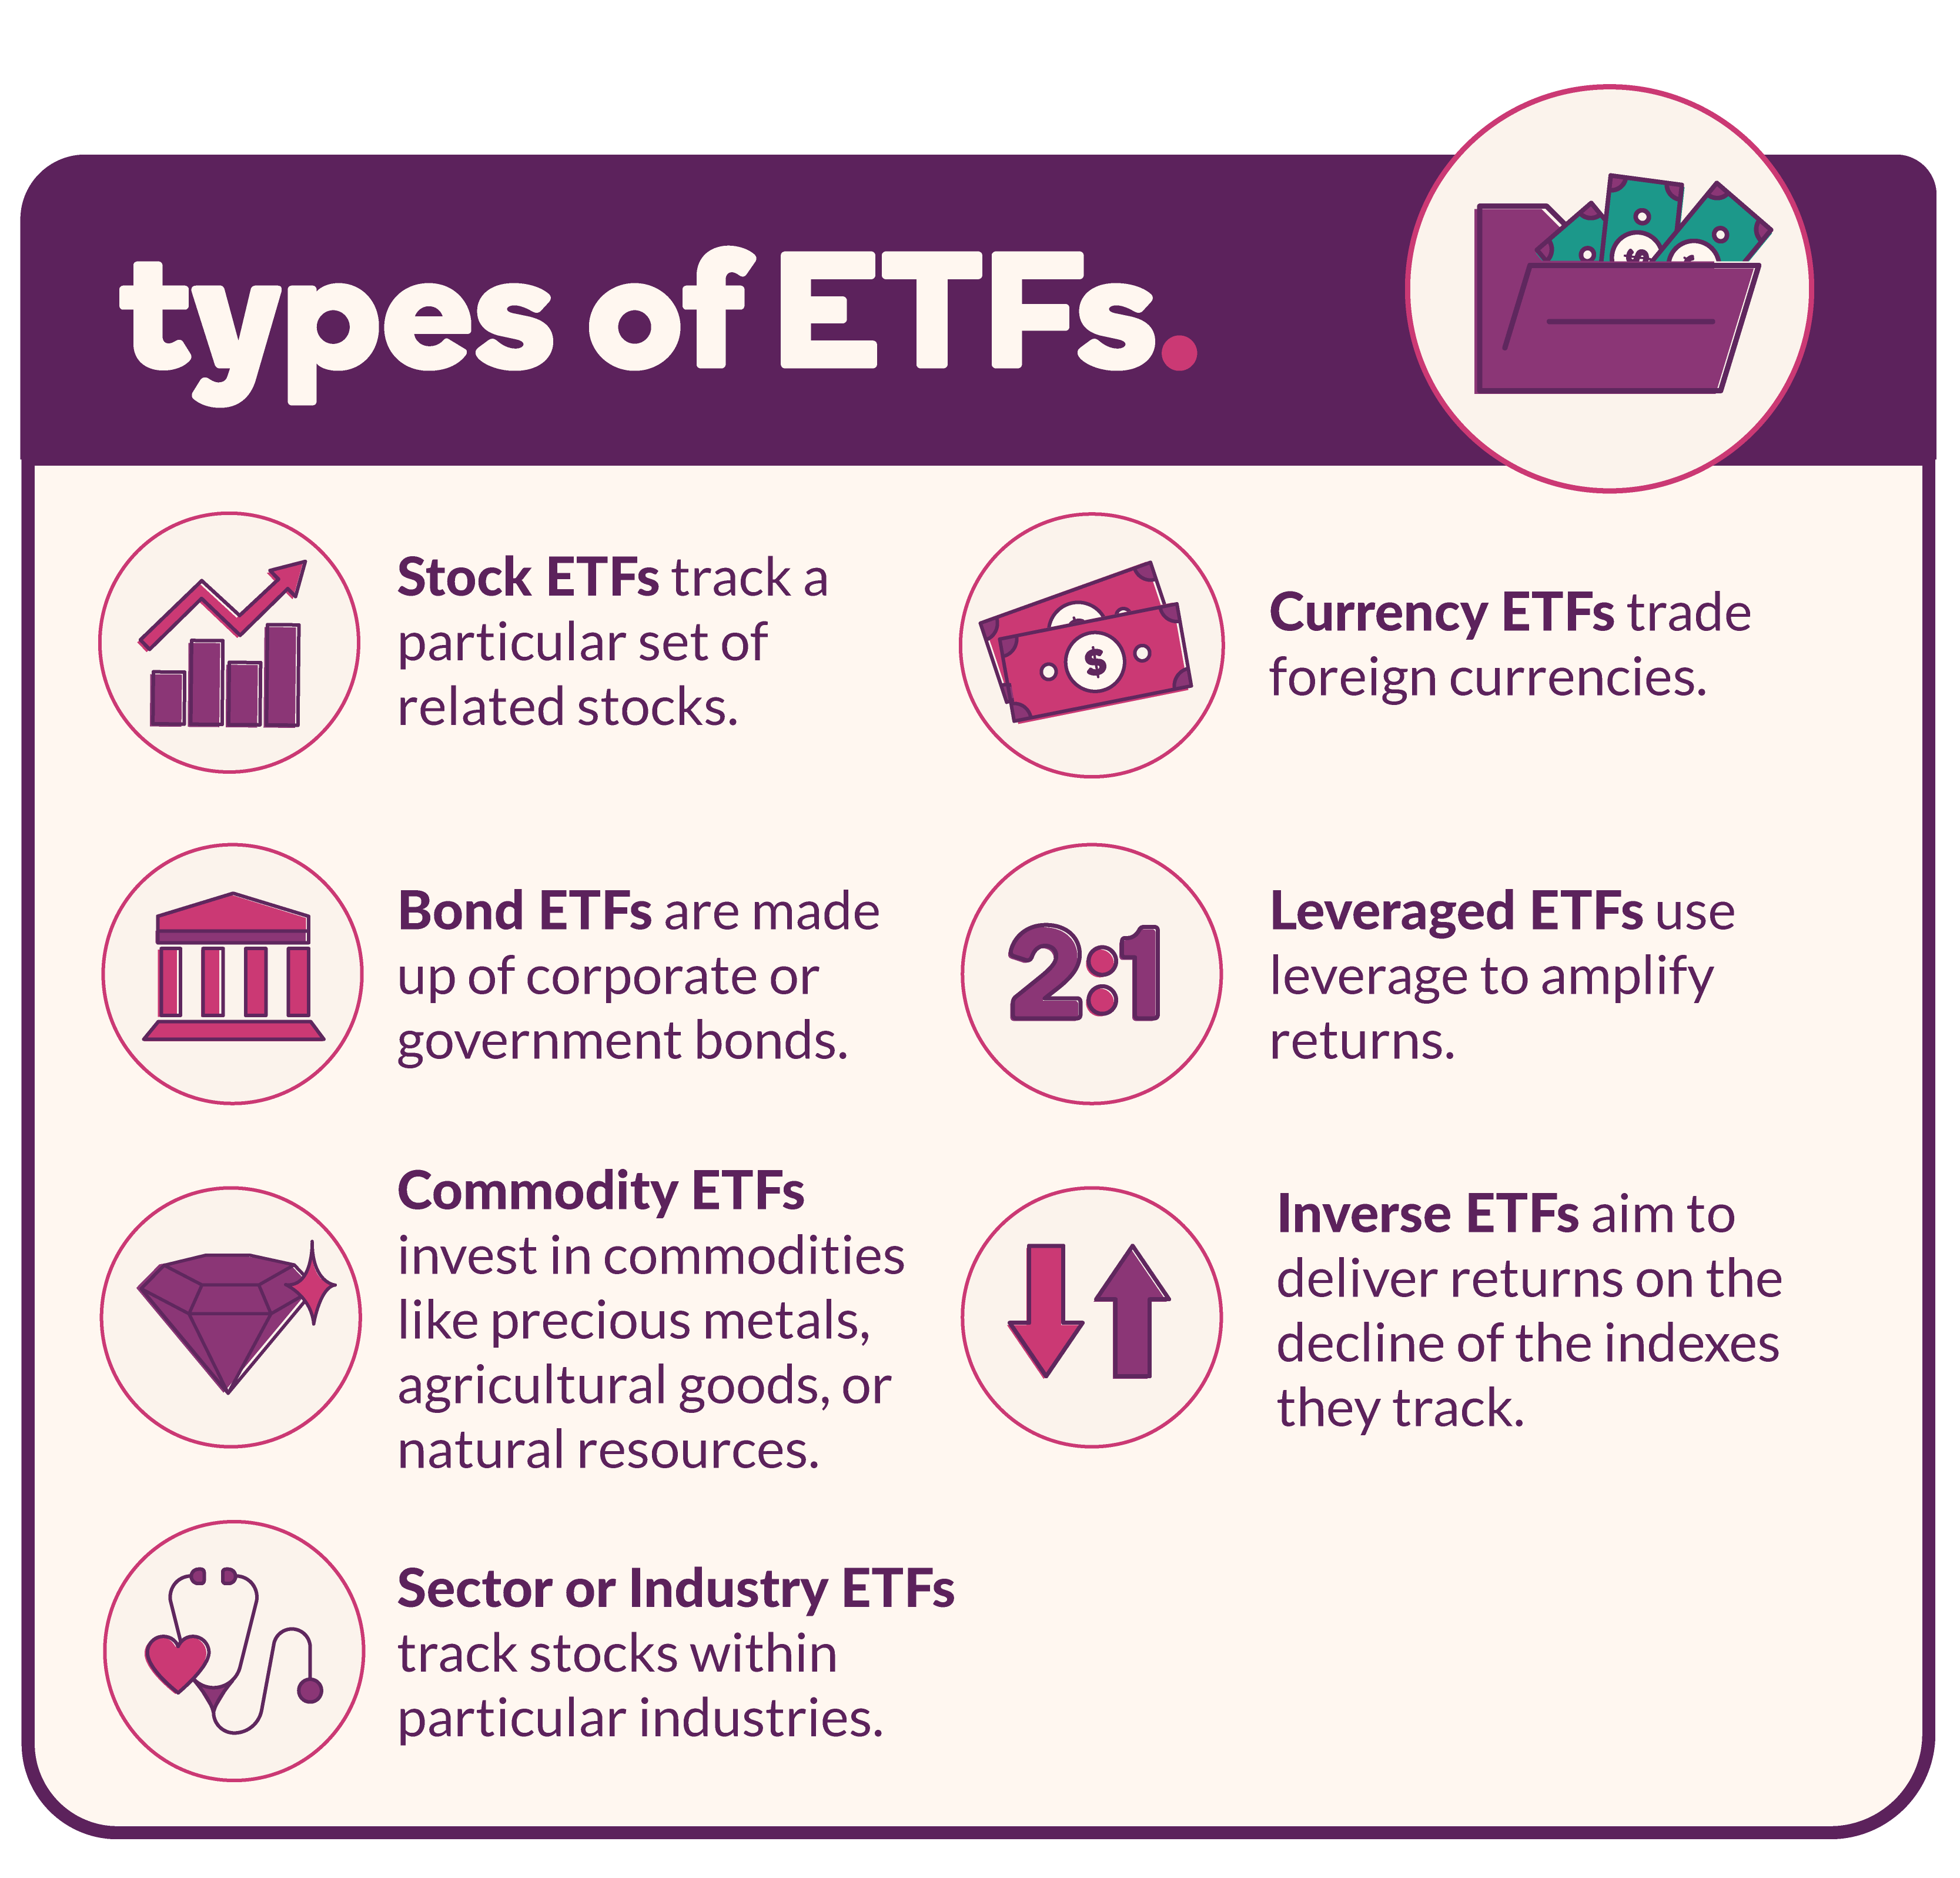 types of ETFs.
Stock ETFs track a
particular set of
related stocks.
Bond ETFs are made
up of corporate or
government bonds.
Commodity ETFs
invest in commodities
like precious metals,
agricultural goods, or
natural resources.
Sector or Industry ETFs
track stocks within
particular industries.
$
Currency ETFs trade
foreign currencies.
2:1
Leveraged ETFs use
leverage to amplify
returns.
Inverse ETFs aim to
deliver returns on the
decline of the indexes
they track.